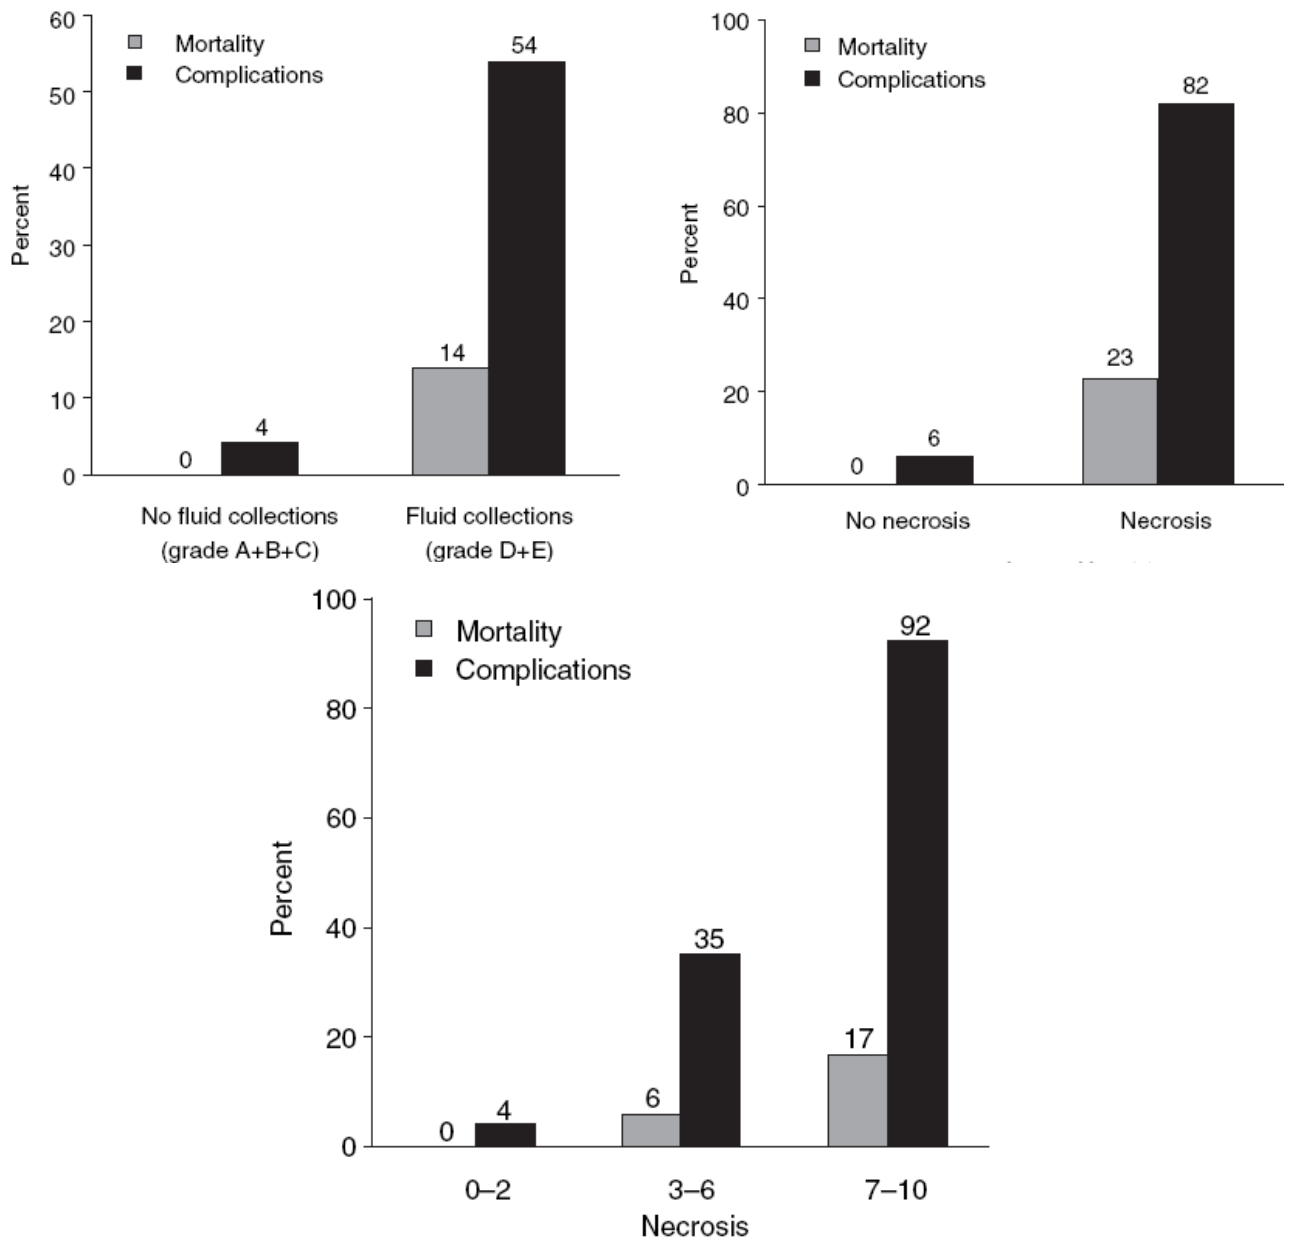 60
50
40
30
20
10
0
Percent
Mortality
Complications
0
4
14
54
No fluid collections
(grade A+B+C)
Fluid collections
(grade D+E)
100
80
60
40
20
0
Percent
Mortality
Complications
0
6
23
82
No necrosis
Necrosis
100
80
60
40
20
0
Percent
Mortality
Complications
0
4
6
35
17
92
0–2
3–6
7–10
Necrosis